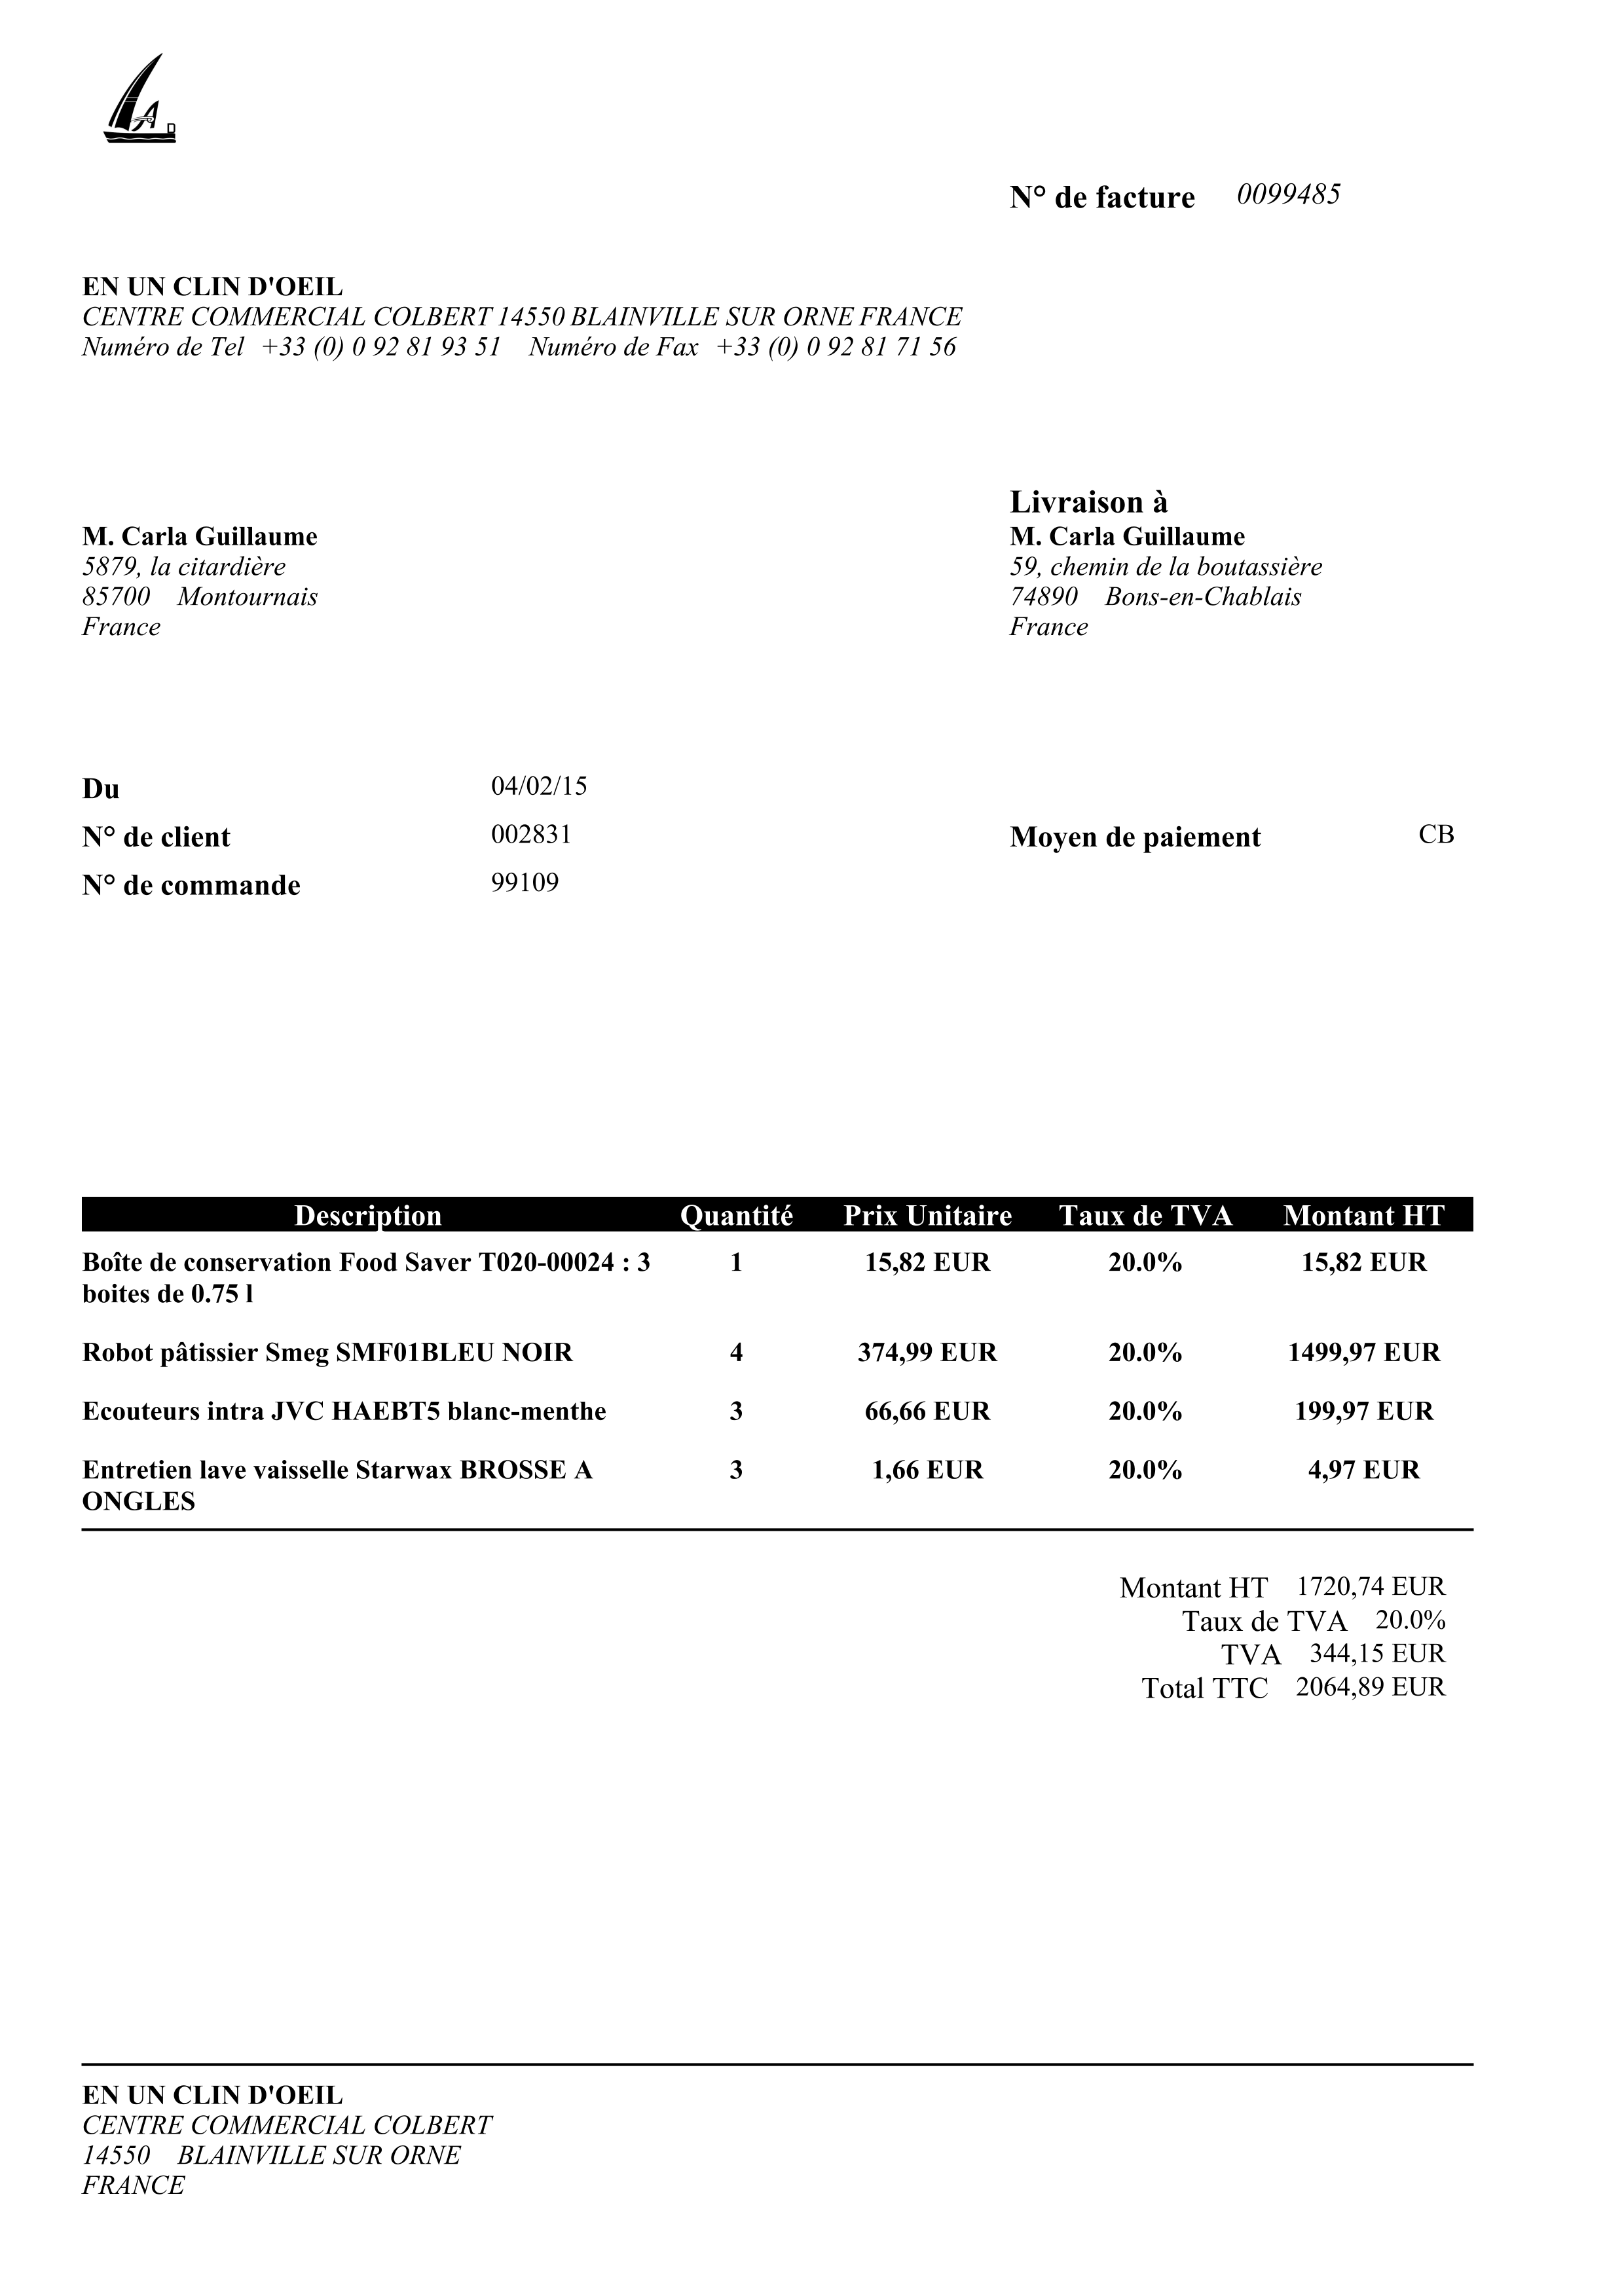 A
N° de facture 0099485
EN UN CLIN D'OEIL
CENTRE COMMERCIAL COLBERT 14550 BLAINVILLE SUR ORNE FRANCE
Numéro de Tel +33 (0) 0 92 81 93 51 Numéro de Fax +33 (0) 0 92 81 71 56
M. Carla Guillaume
5879, la citardière
85700 Montournais
France
Livraison à
M. Carla Guillaume
59, chemin de la boutassière
74890 Bons-en-Chablais
France
Du 04/02/15
N° de client 002831
N° de commande 99109
Moyen de paiement CB
Description Quantité Prix Unitaire Taux de TVA Montant HT
Boîte de conservation Food Saver T020-00024 : 3 1 15,82 EUR 20.0% 15,82 EUR
boites de 0.75 l
Robot pâtissier Smeg SMF01BLEU NOIR 4 374,99 EUR 20.0% 1499,97 EUR
Ecouteurs intra JVC HAEBT5 blanc-menthe 3 66,66 EUR 20.0% 199,97 EUR
Entretien lave vaisselle Starwax BROSSE A 3 1,66 EUR 20.0% 4,97 EUR
ONGLES
Montant HT 1720,74 EUR
Taux de TVA 20.0%
TVA 344,15 EUR
Total TTC 2064,89 EUR
EN UN CLIN D'OEIL
CENTRE COMMERCIAL COLBERT
14550 BLAINVILLE SUR ORNE
FRANCE